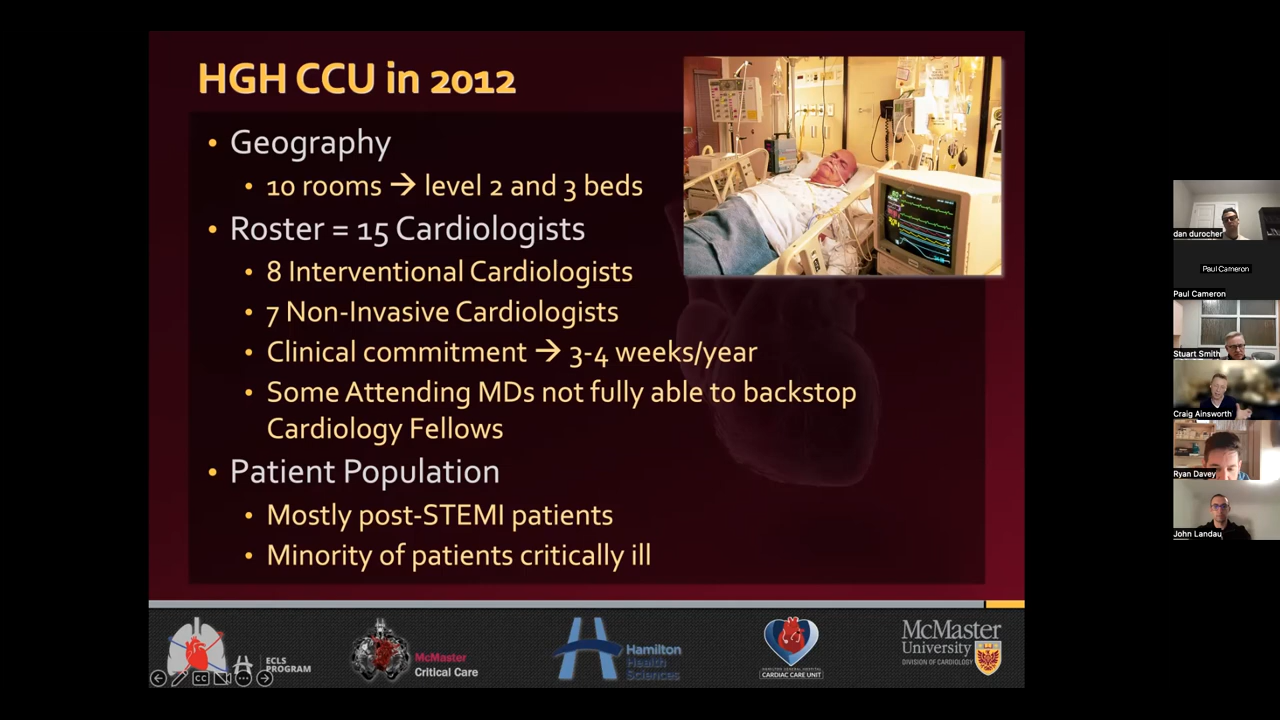 HGH CCU in 2012
• Geography
• 10 rooms → level 2 and 3 beds
• Roster = 15 Cardiologists
• 8 Interventional Cardiologists
• 7 Non-Invasive Cardiologists
• Clinical commitment → 3-4 weeks/year
• Some Attending MDs not fully able to backstop
Cardiology Fellows
• Patient Population
• Mostly post-STEMI patients
• Minority of patients critically ill
ECLS
PROGRAM
McMaster
Critical Care
Hamilton
Health
Sciences
HAMILTON GENERAL HOSPITAL
CARDIAC CARE UNIT
McMaster
University
DIVISION OF CARDIOLOGY
CC
dan durocher
Paul Cameron
Paul Cameron
Stuart Smith
Craig Ainsworth
Ryan Davey
John Landau